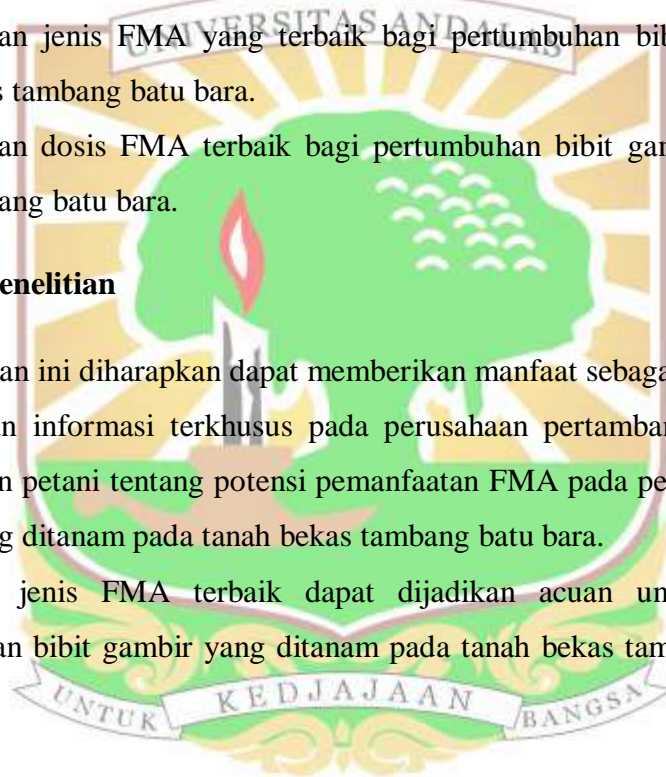 UNIVERSITAS ANDALAS
an jenis FMA yang terbaik bagi pertumbuhan bib
s tambang batu bara.
an dosis FMA terbaik bagi pertumbuhan bibit gam
ang batu bara.
enelitian
an ini diharapkan dapat memberikan manfaat sebaga
n informasi terkhusus pada perusahaan pertamban
n petani tentang potensi pemanfaatan FMA pada pe
g ditanam pada tanah bekas tambang batu bara.
jenis FMA terbaik dapat dijadikan acuan un
an bibit gambir yang ditanam pada tanah bekas tam
UNTUK KEDJAJAAN BANGSA